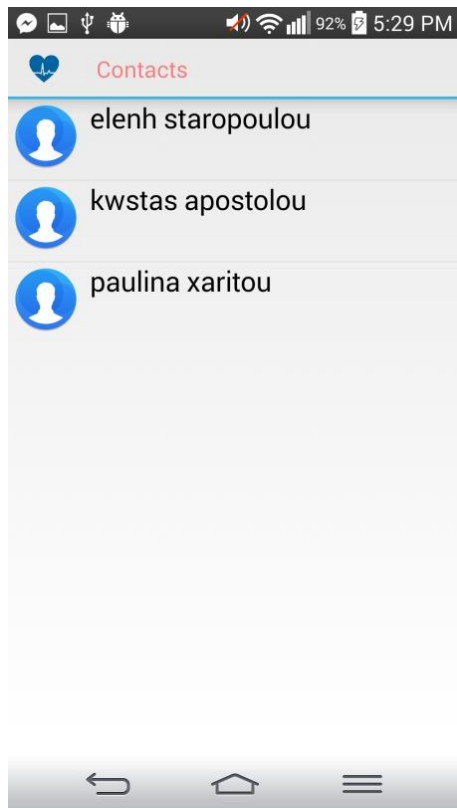 92% 5:29 PM
Contacts
elenh staropoulou
kwstas apostolou
paulina xaritou